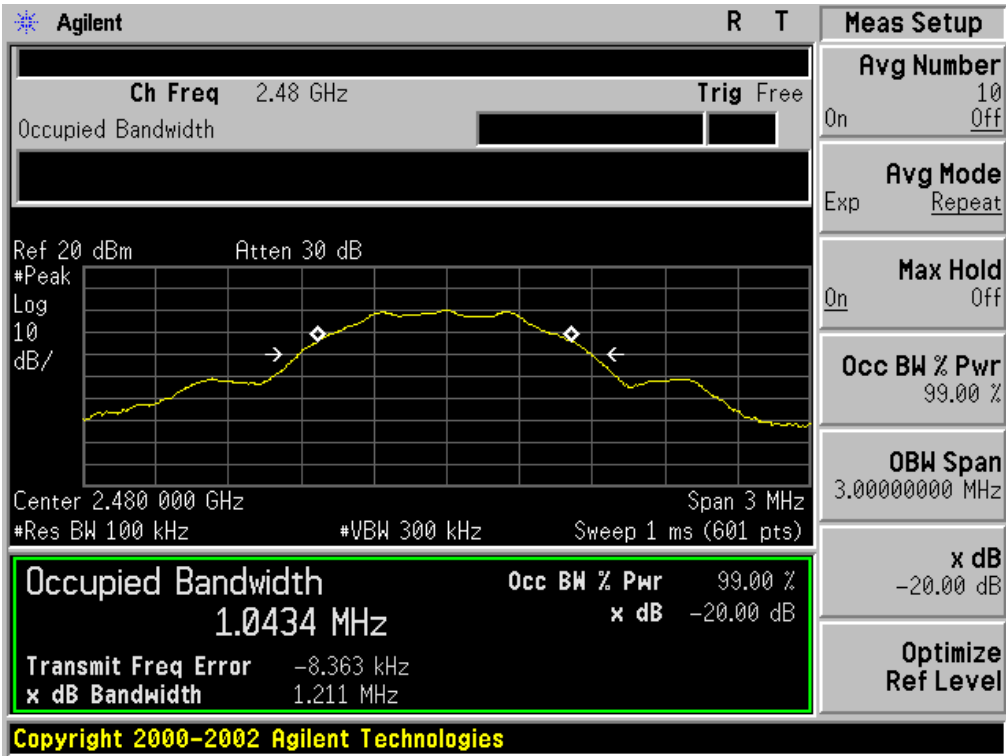 Agilent R T
Ch Freq 2.48 GHz Trig Free
Occupied Bandwidth
Ref 20 dBm Atten 30 dB
#Peak
Log
10
dB/
Center 2.480 000 GHz Span 3 MHz
#Res BW 100 kHz #VBW 300 kHz Sweep 1 ms (601 pts)
Occupied Bandwidth Occ BW % Pwr 99.00 %
1.0434 MHz x dB -20.00 dB
Transmit Freq Error -8.363 kHz
x dB Bandwidth 1.211 MHz
Copyright 2000-2002 Agilent Technologies
Meas Setup
Avg Number
10
On Off
Avg Mode
Exp Repeat
Max Hold
On Off
Occ BW % Pwr
99.00 %
OBW Span
3.00000000 MHz
x dB
-20.00 dB
Optimize
Ref Level